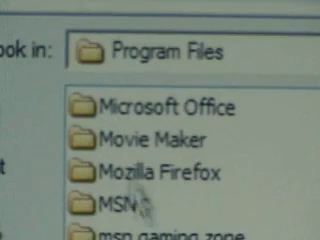 ook in: Program Files
Microsoft Office
Movie Maker
Mozilla Firefox
MSN
msn gaming zone
t